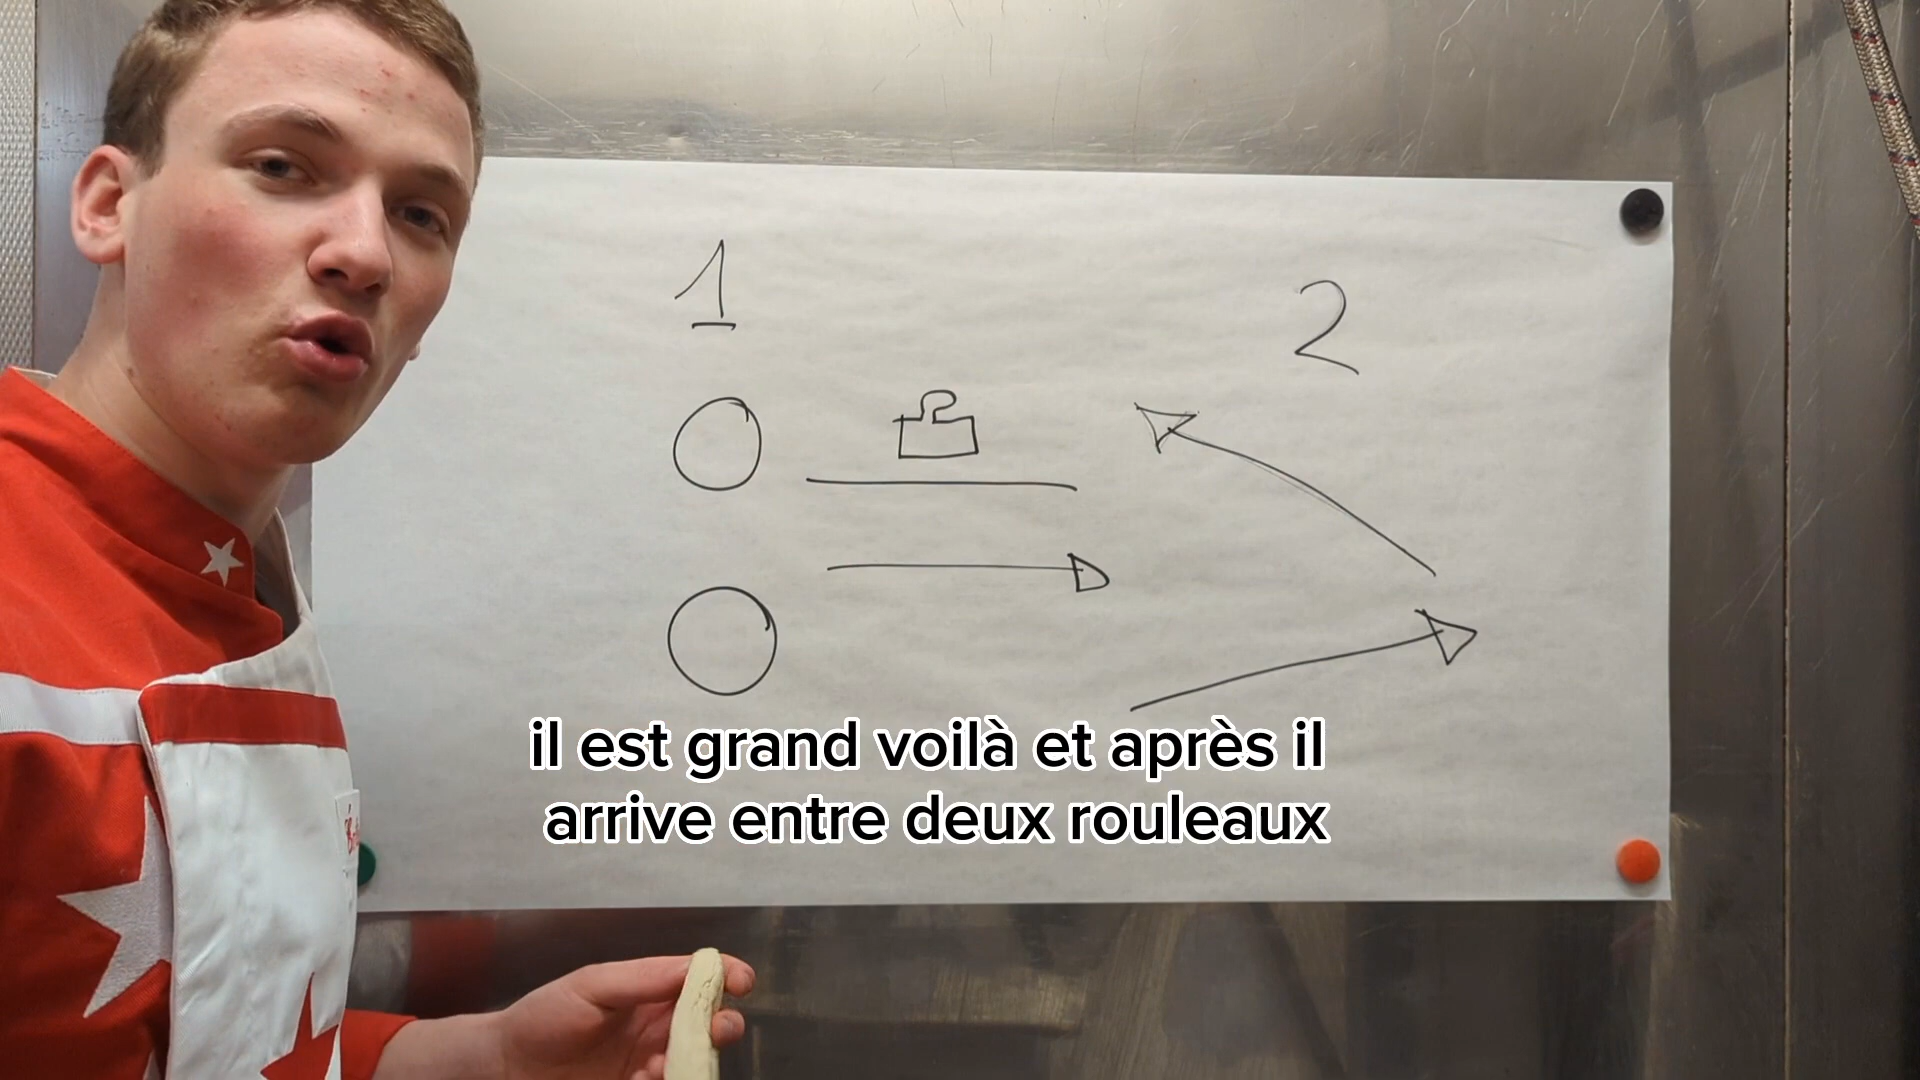 1
2
il est grand voilà et après il
arrive entre deux rouleaux